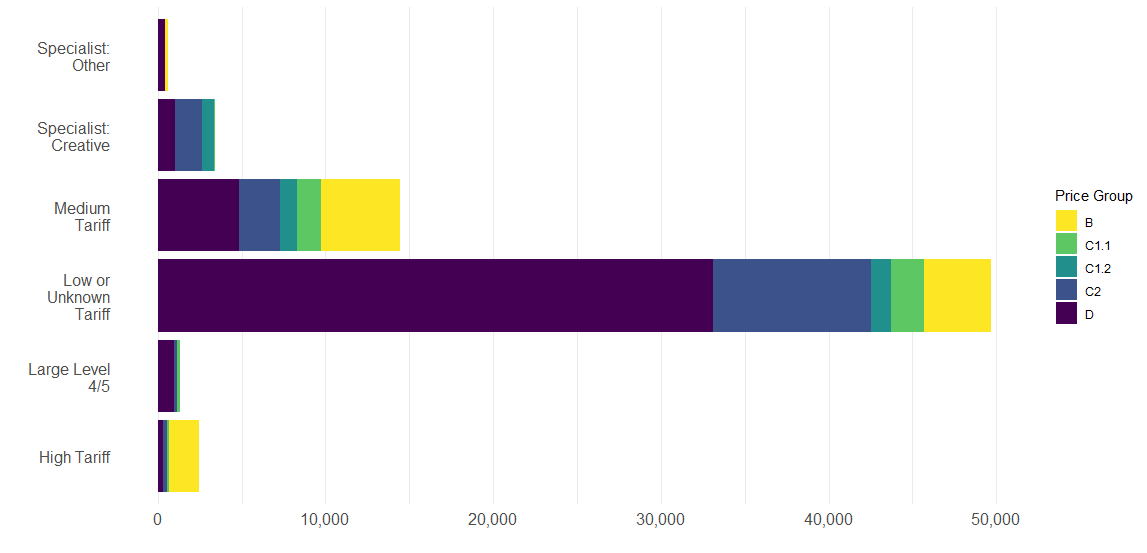 Specialist:
Other
Specialist:
Creative
Medium
Tariff
Low or
Unknown
Tariff
Large Level
4/5
High Tariff
0
10,000
20,000
30,000
40,000
50,000
Price Group
B
C1.1
C1.2
C2
D